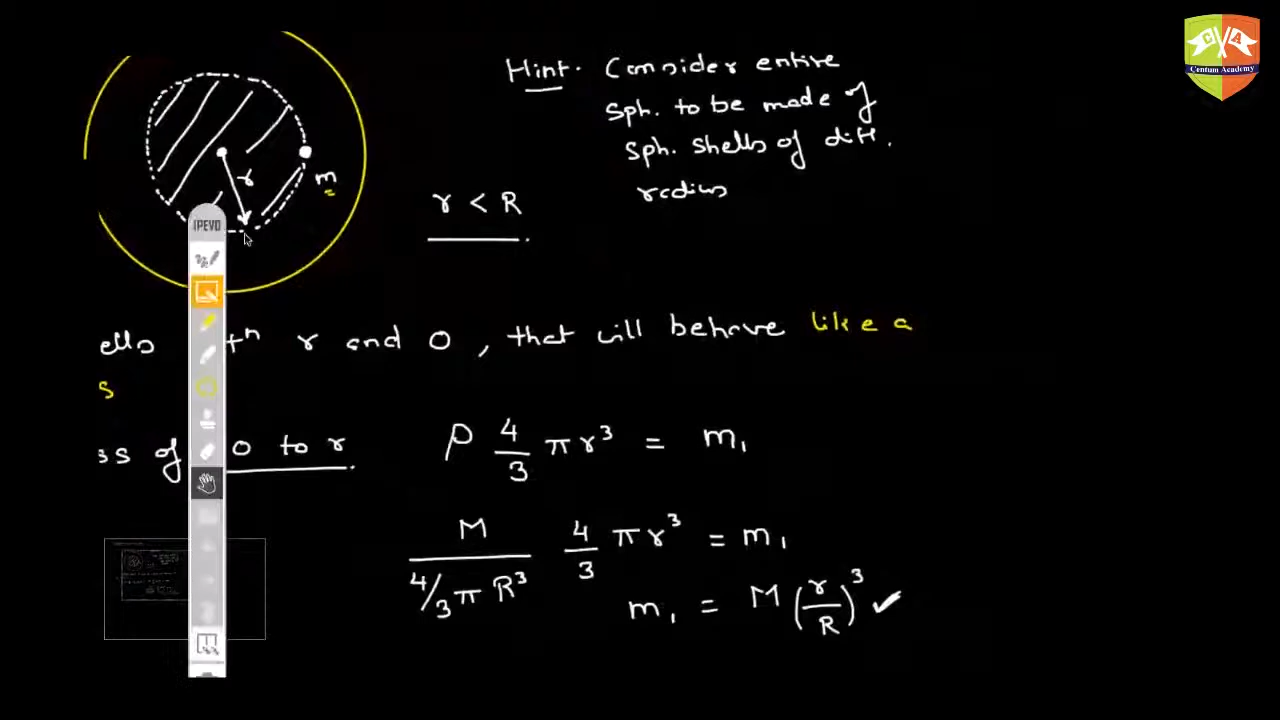 Hint. Consider entire
sph. to be made of
sph. shells of diff.
radius
r
m
r < R
IPEVO
ells r and 0, that will behave like a
s
ss of 0 to r
ρ 4/3 πr³ = m₁
M / (4/3 π R³) 4/3 πr³ = m₁
m₁ = M (r/R)³ ✓
C A
Centum Academy